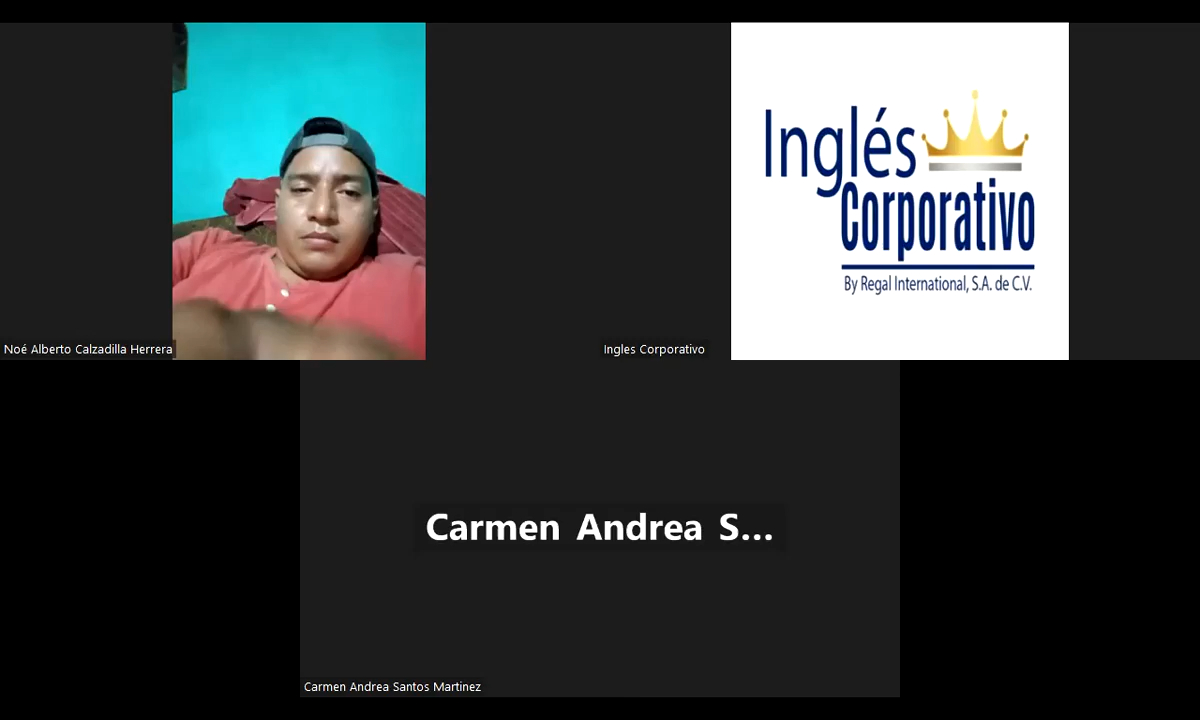 Inglés
Corporativo
By Regal International, S.A. de C.V.
Noé Alberto Calzadilla Herrera
Ingles Corporativo
Carmen Andrea S...
Carmen Andrea Santos Martinez